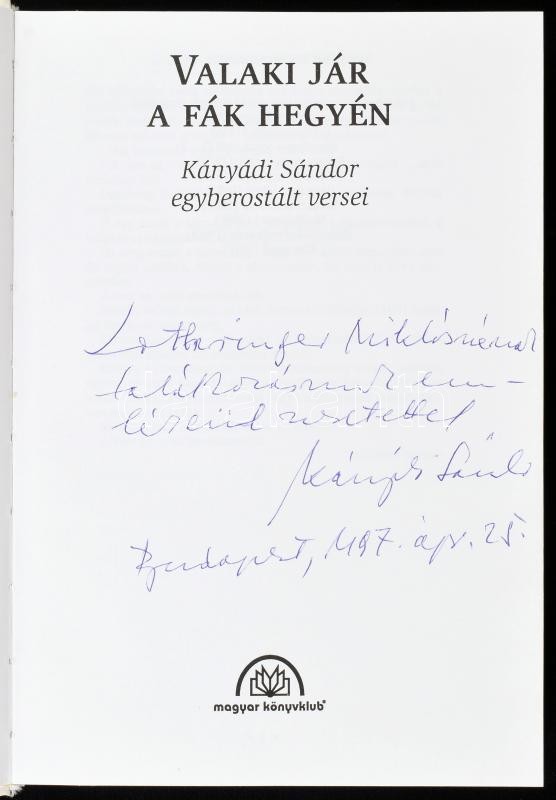 VALAKI JÁR
A FÁK HEGYÉN
Kányádi Sándor
egyberostált versei
Lotharinger Miklósnénak
találkozásunk em-
lékéül szeretettel
Kányádi Sándor
Budapest, 1997. ápr. 25.
magyar könyvklub